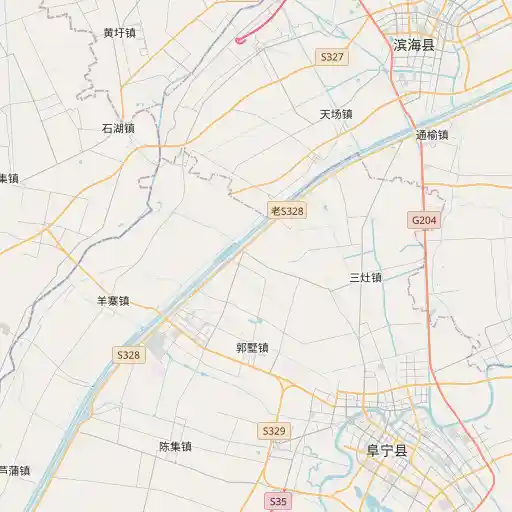 黄圩镇
滨海县
S327
天场镇
石湖镇
通榆镇
集镇
老S328
G204
三灶镇
羊寨镇
郭墅镇
S328
S329
陈集镇
阜宁县
芦蒲镇
S35